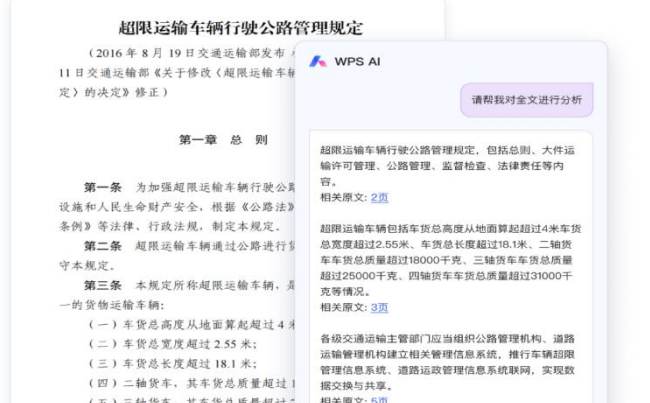 超限运输车辆行驶公路管理规定
（2016 年 8 月 19 日交通运输部发布
11 日交通运输部《关于修改〈超限运输车辆
定〉的决定》修正）
第一章 总 则
第一条 为加强超限运输车辆行驶公路
设施和人民生命财产安全，根据《公路法》
条例》等法律、行政法规，制定本规定。
第二条 超限运输车辆通过公路进行货
守本规定。
第三条 本规定所称超限运输车辆，是
一的货物运输车辆：
（一）车货总高度从地面算起超过 4 米
（二）车货总宽度超过 2.55 米；
（三）车货总长度超过 18.1 米；
（四）二轴货车，其车货总质量超过 1
（五）三轴货车，其车货总质量超过 2
WPS AI
请帮我对全文进行分析
超限运输车辆行驶公路管理规定，包括总则、大件运
输许可管理、公路管理、监督检查、法律责任等内
容。
相关原文: 2页
超限运输车辆包括车货总高度从地面算起超过4米车货
总宽度超过2.55米、车货总长度超过18.1米、二轴货
车车货总质量超过18000千克、三轴货车车货总质量
超过25000千克、四轴货车车货总质量超过31000千
克等情况。
相关原文: 3页
各级交通运输主管部门应当组织公路管理机构、道路
运输管理机构建立相关管理信息系统，推行车辆超限
管理信息系统、道路运政管理信息系统联网，实现数
据交换与共享。
相关原文: 5页